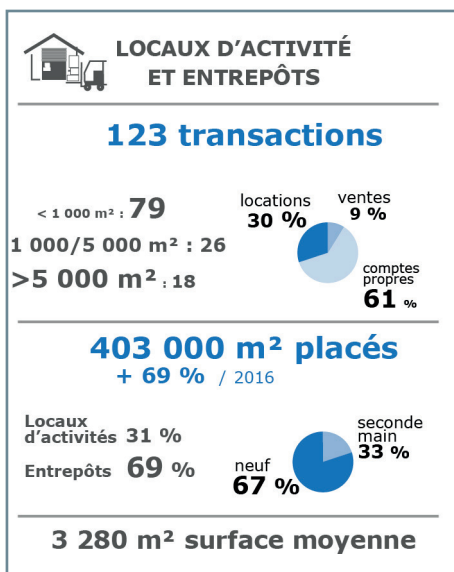 LOCAUX D’ACTIVITÉ
ET ENTREPÔTS
123 transactions
< 1 000 m² : 79
1 000/5 000 m² : 26
>5 000 m² : 18
locations
30 %
ventes
9 %
comptes
propres
61 %
403 000 m² placés
+ 69 % / 2016
Locaux
d’activités 31 %
Entrepôts 69 %
neuf
67 %
seconde
main
33 %
3 280 m² surface moyenne